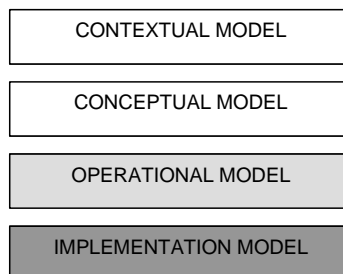 CONTEXTUAL MODEL
CONCEPTUAL MODEL
OPERATIONAL MODEL
IMPLEMENTATION MODEL